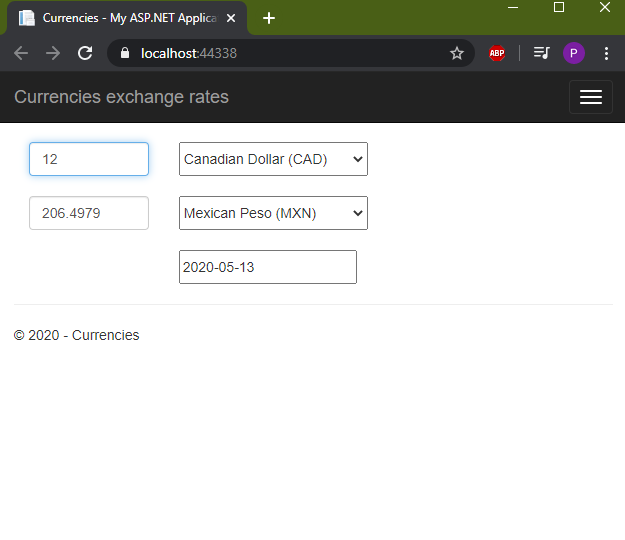 Currencies - My ASP.NET Applica
localhost:44338
ABP
P
Currencies exchange rates
12
Canadian Dollar (CAD)
206.4979
Mexican Peso (MXN)
2020-05-13
© 2020 - Currencies